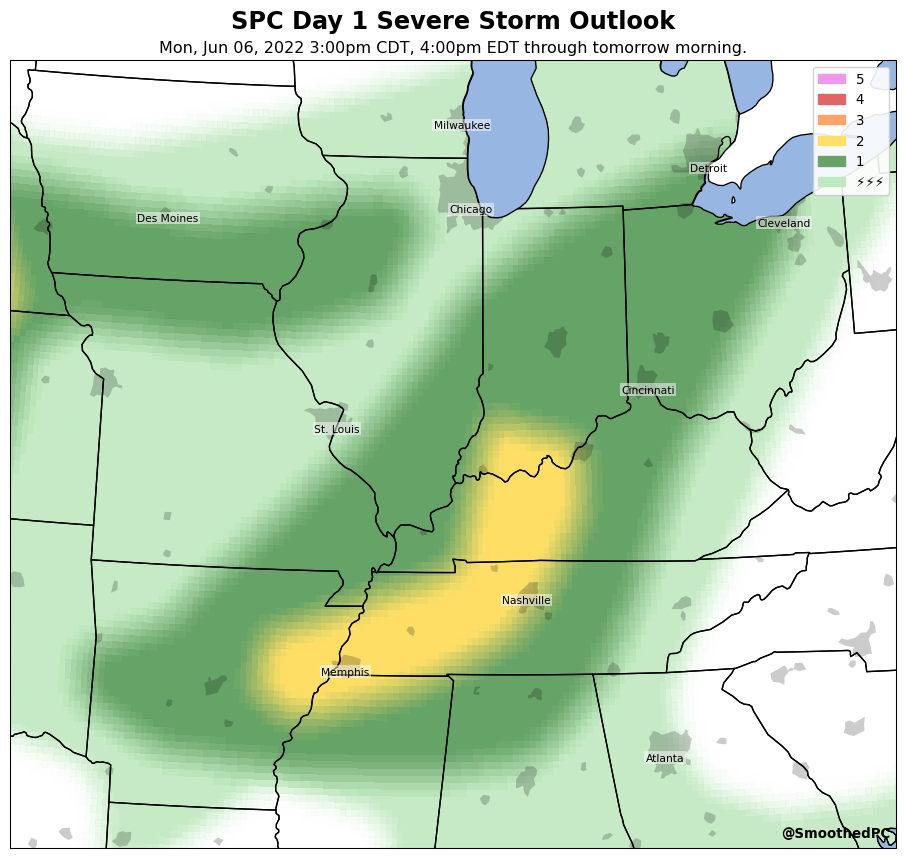 SPC Day 1 Severe Storm Outlook
Mon, Jun 06, 2022 3:00pm CDT, 4:00pm EDT through tomorrow morning.
5
4
3
2
1
⚡⚡⚡
Milwaukee
Detroit
Chicago
Des Moines
Cleveland
Cincinnati
St. Louis
Nashville
Memphis
Atlanta
@SmoothedPC